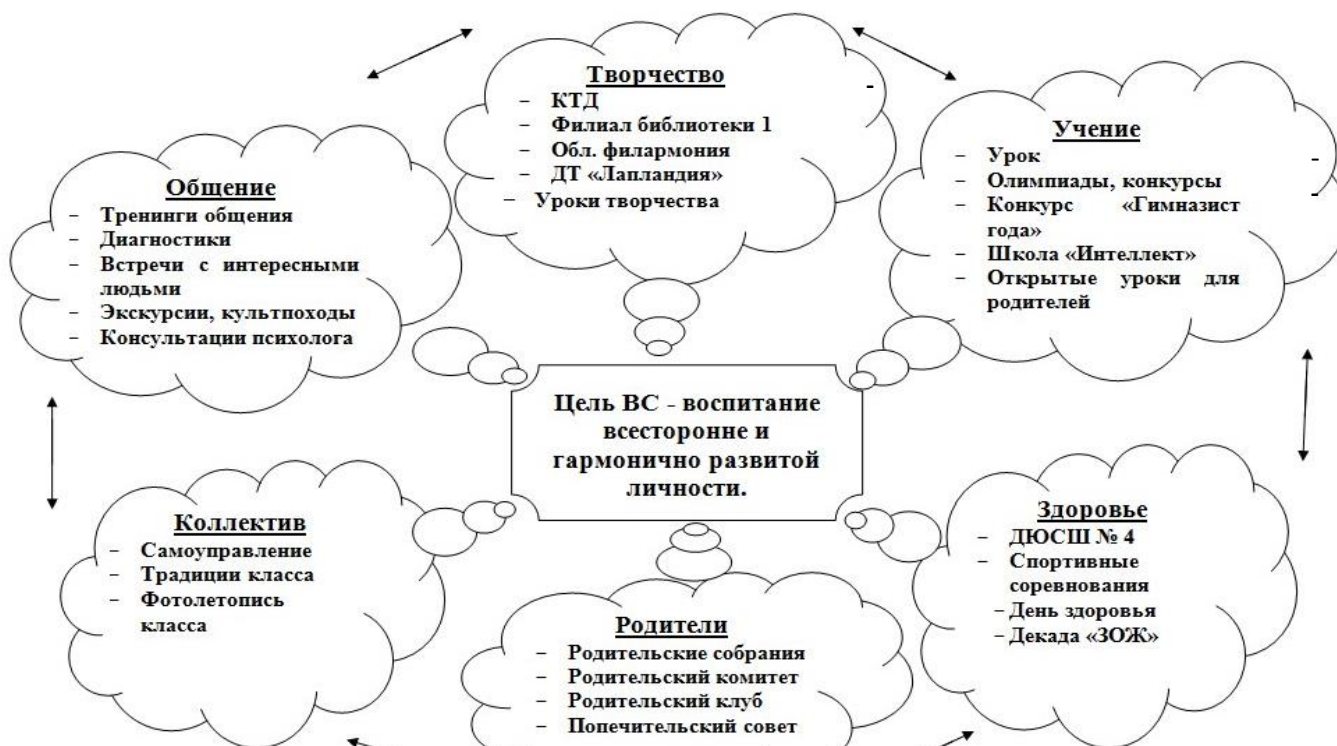 Творчество
– КТД
– Филиал библиотеки 1
– Обл. филармония
– ДТ «Лапландия»
– Уроки творчества
-
Учение
– Урок
– Олимпиады, конкурсы
– Конкурс «Гимназист
года»
– Школа «Интеллект»
– Открытые уроки для
родителей
-
-
Общение
– Тренинги общения
– Диагностики
– Встречи с интересными
людьми
– Экскурсии, культпоходы
– Консультации психолога
Цель ВС - воспитание
всесторонне и
гармонично развитой
личности.
Коллектив
– Самоуправление
– Традиции класса
– Фотолетопись
класса
Родители
– Родительские собрания
– Родительский комитет
– Родительский клуб
– Попечительский совет
Здоровье
– ДЮСШ № 4
– Спортивные
соревнования
– День здоровья
– Декада «ЗОЖ»